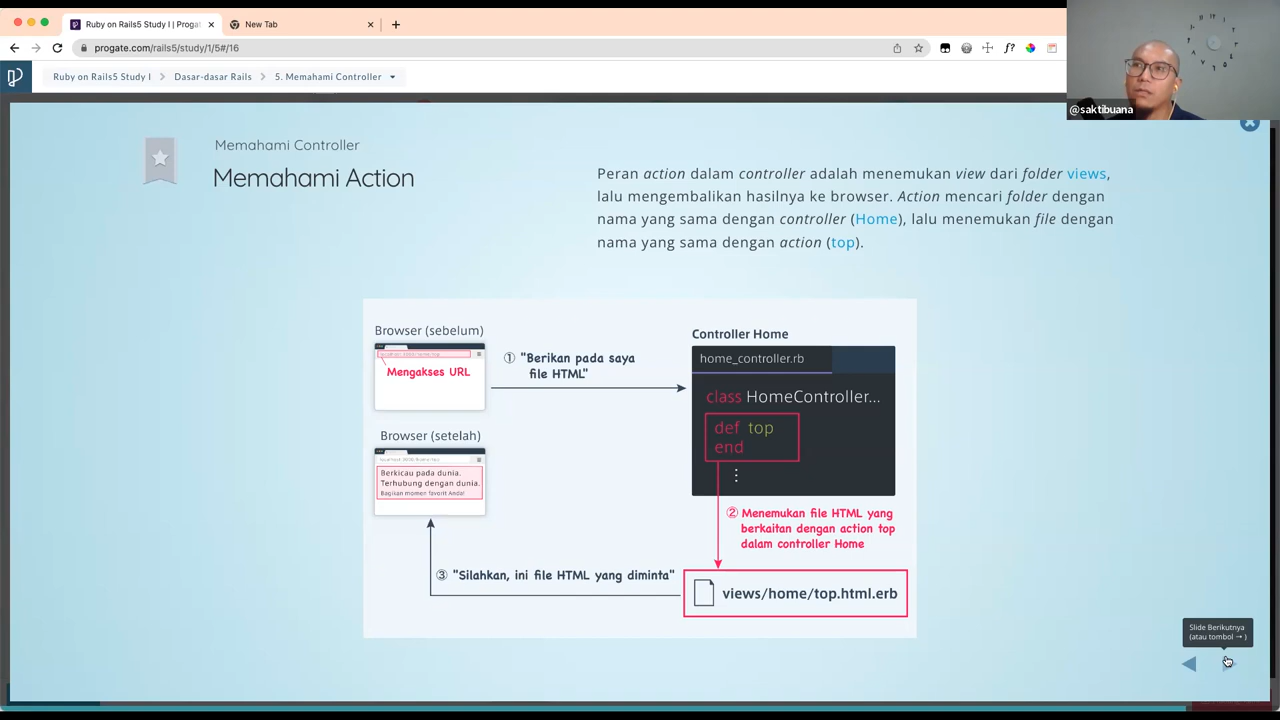 Ruby on Rails5 Study I | Progat
New Tab
progate.com/rails5/study/1/5#/16
Ruby on Rails5 Study I
Dasar-dasar Rails
5. Memahami Controller
@saktibuana
Memahami Controller
Memahami Action
Peran action dalam controller adalah menemukan view dari folder views,
lalu mengembalikan hasilnya ke browser. Action mencari folder dengan
nama yang sama dengan controller (Home), lalu menemukan file dengan
nama yang sama dengan action (top).
Browser (sebelum)
Mengakses URL
① "Berikan pada saya
file HTML"
Controller Home
home_controller.rb
class HomeController...
def top
end
⋮
Browser (setelah)
Berkicau pada dunia.
Terhubung dengan dunia.
Bagikan momen favorit Anda!
② Menemukan file HTML yang
berkaitan dengan action top
dalam controller Home
③ "Silahkan, ini file HTML yang diminta"
views/home/top.html.erb
Slide Berikutnya
(atau tombol → )